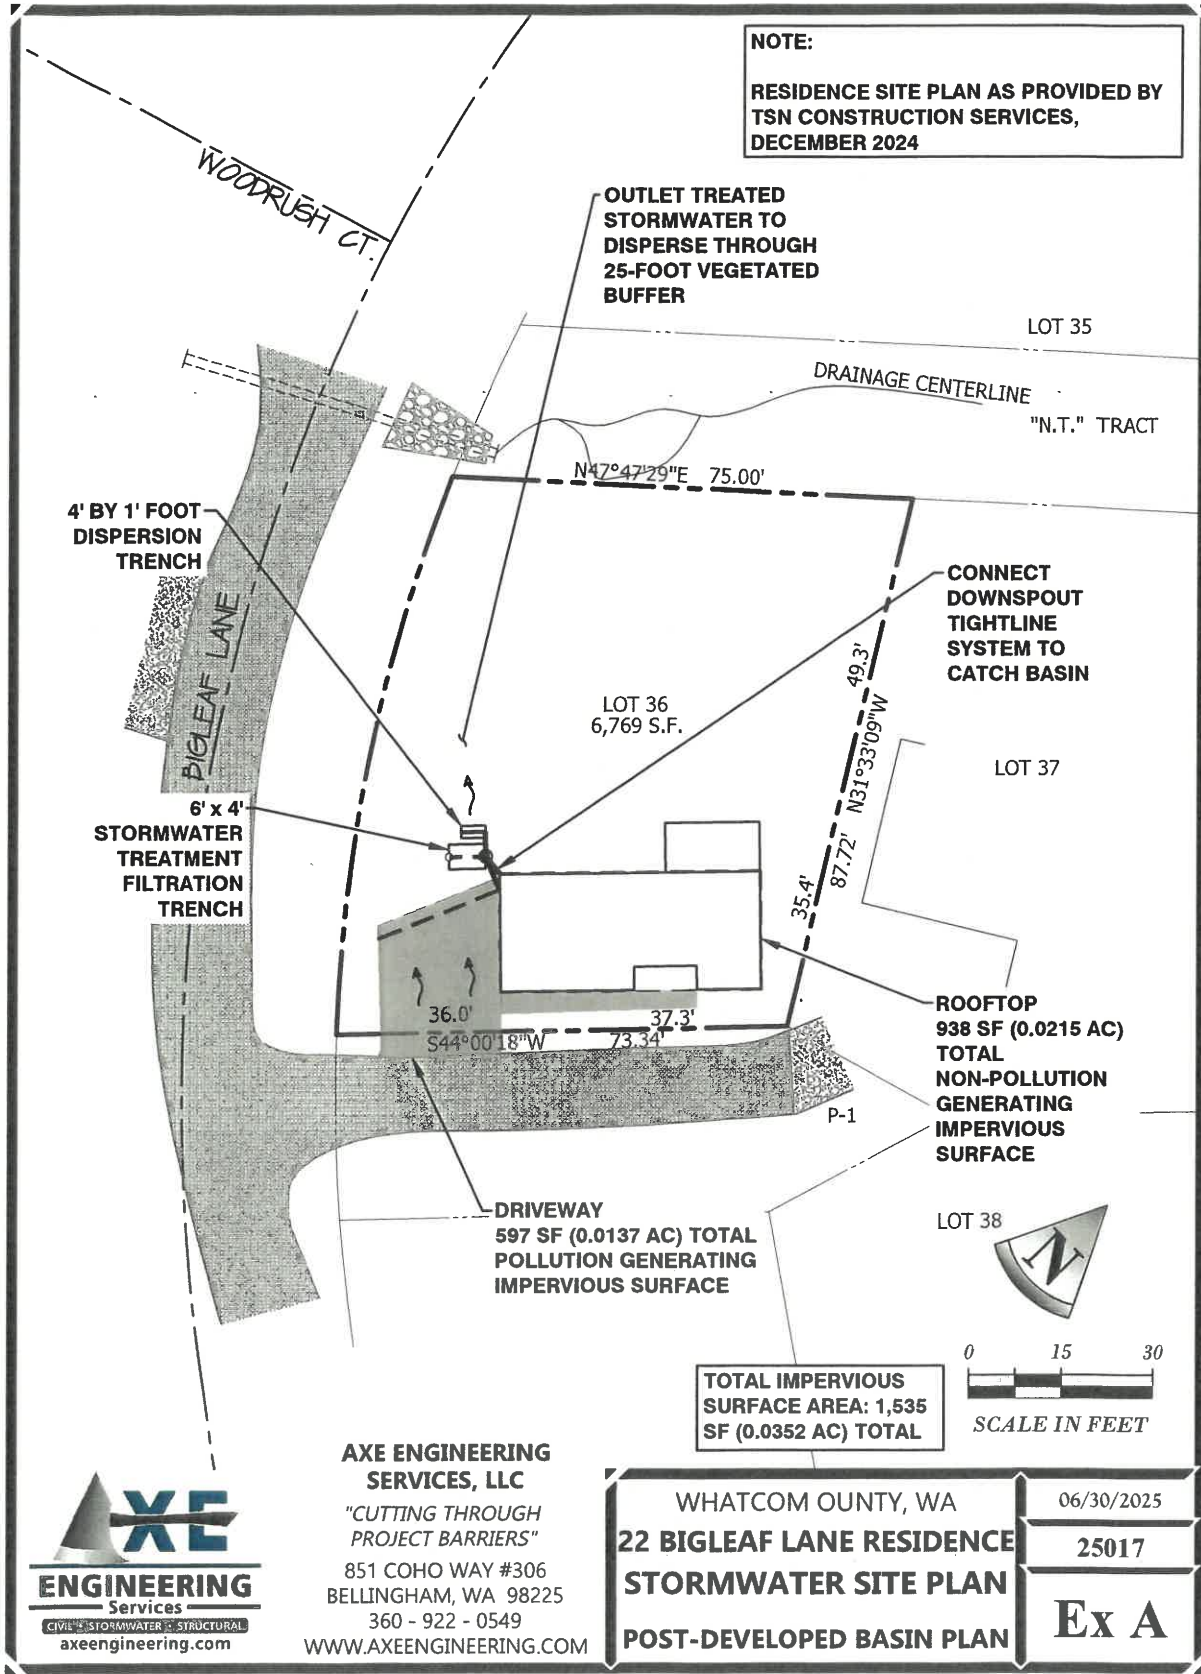 NOTE:
RESIDENCE SITE PLAN AS PROVIDED BY
TSN CONSTRUCTION SERVICES,
DECEMBER 2024
WOODRUSH CT.
OUTLET TREATED
STORMWATER TO
DISPERSE THROUGH
25-FOOT VEGETATED
BUFFER
LOT 35
DRAINAGE CENTERLINE
"N.T." TRACT
N47°47'29"E 75.00'
4' BY 1' FOOT
DISPERSION
TRENCH
CONNECT
DOWNSPOUT
TIGHTLINE
SYSTEM TO
CATCH BASIN
BIGLEAF LANE
49.3'
N31°33'09"W
87.72'
35.4'
LOT 36
6,769 S.F.
LOT 37
6' x 4'
STORMWATER
TREATMENT
FILTRATION
TRENCH
36.0'
37.3'
S44°00'18"W 73.34'
ROOFTOP
938 SF (0.0215 AC)
TOTAL
NON-POLLUTION
GENERATING
IMPERVIOUS
SURFACE
P-1
DRIVEWAY
597 SF (0.0137 AC) TOTAL
POLLUTION GENERATING
IMPERVIOUS SURFACE
LOT 38
N
0 15 30
SCALE IN FEET
TOTAL IMPERVIOUS
SURFACE AREA: 1,535
SF (0.0352 AC) TOTAL
AXE
ENGINEERING
Services
CIVIL • STORMWATER • STRUCTURAL
axeengineering.com
AXE ENGINEERING
SERVICES, LLC
"CUTTING THROUGH
PROJECT BARRIERS"
851 COHO WAY #306
BELLINGHAM, WA 98225
360 - 922 - 0549
WWW.AXEENGINEERING.COM
WHATCOM OUNTY, WA
22 BIGLEAF LANE RESIDENCE
STORMWATER SITE PLAN
POST-DEVELOPED BASIN PLAN
06/30/2025
25017
Ex A